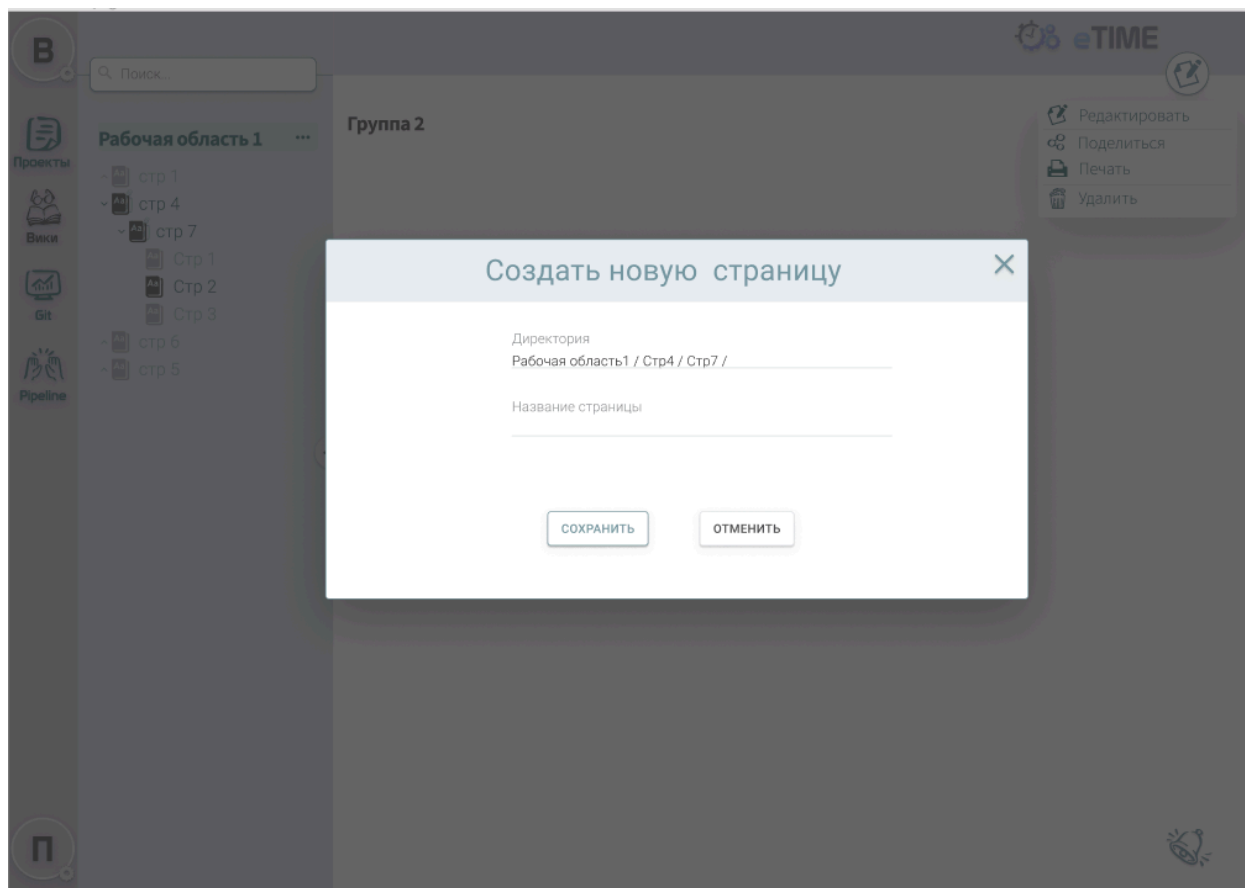 В
eTIME
Поиск...
Проекты
Вики
Git
Pipeline
Рабочая область 1 ...
стр 1
стр 4
стр 7
Стр 1
Стр 2
Стр 3
стр 6
стр 5
Группа 2
Редактировать
Поделиться
Печать
Удалить
Создать новую страницу
Директория
Рабочая область1 / Стр4 / Стр7 /
Название страницы
СОХРАНИТЬ
ОТМЕНИТЬ
П